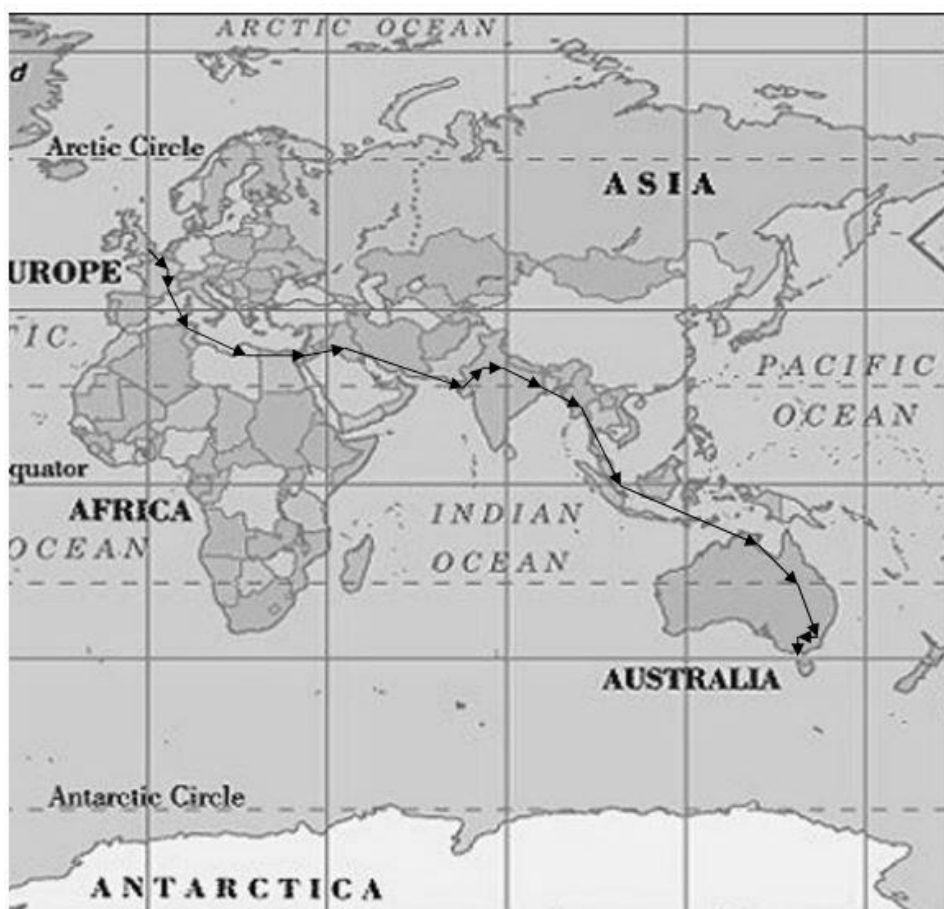 ARCTIC OCEAN
d
Arctic Circle
ASIA
UROPE
TIC
PACIFIC
OCEAN
quator
AFRICA
INDIAN
OCEAN
OCEAN
AUSTRALIA
Antarctic Circle
ANTARCTICA